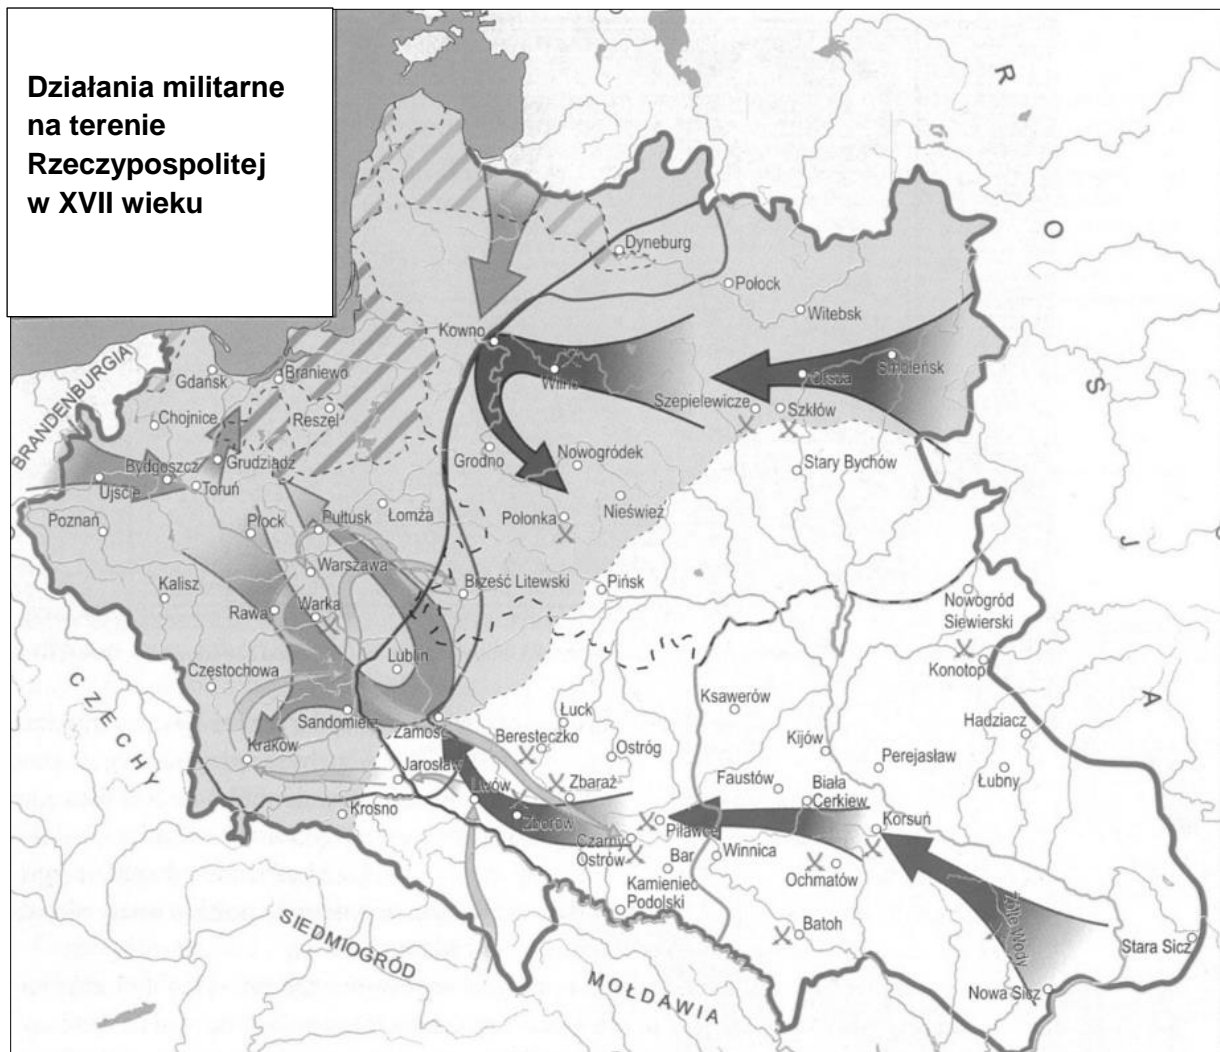 Działania militarne
na terenie
Rzeczypospolitej
w XVII wieku
R
O
S
J
A
BRANDENBURGIA
CZECHY
SIEDMIOGRÓD
MOŁDAWIA
Dyneburg
Połock
Witebsk
Kowno
Wilno
Smoleńsk
Gdańsk
Braniewo
Chojnice
Reszel
Szepielewicze
Szkłów
Grodno
Nowogródek
Stary Bychów
Bydgoszcz
Grudziądz
Ujście
Toruń
Nieśwież
Poznań
Płock
Pułtusk
Łomża
Połonka
Warszawa
Kalisz
Brześć Litewski
Pińsk
Nowogród
Siewierski
Rawa
Warka
Konotop
Częstochowa
Lublin
Ksawerów
Hadziacz
Sandomierz
Zamość
Łuck
Beresteczko
Ostróg
Kijów
Perejasław
Łubny
Kraków
Jarosław
Lwów
Zbaraż
Faustów
Biała
Cerkiew
Krosno
Zborów
Czarny
Ostrów
Piławce
Korsuń
Bar
Winnica
Ochmatów
Kamieniec
Podolski
Batoh
Żółte Wody
Stara Sicz
Nowa Sicz